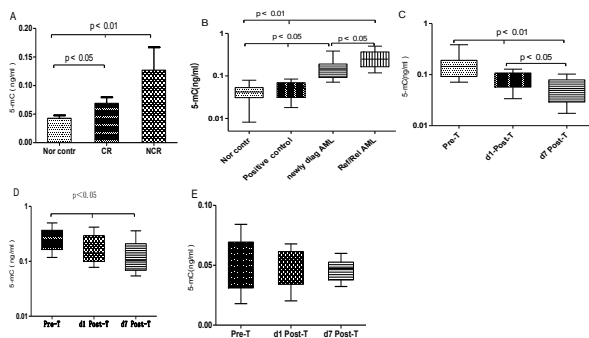 A
p< 0.01
p< 0.05
5-mC ( ng/ml )
0.20
0.15
0.10
0.05
0.00
Nor contr
CR
NCR
B
p< 0.01
p< 0.05
p< 0.05
5-mC(ng/ml)
1
0.1
0.01
Nor contr
Positive control
newly diag AML
Ref/Rel AML
C
p< 0.01
p< 0.05
5-mC(ng/ml)
1
0.1
0.01
Pre-T
d1-Post-T
d7 Post-T
D
p<0.05
5-mC ( ng/ml )
1
0.1
0.01
Pre-T
d1 Post-T
d7 Post-T
E
5-mC(ng/ml)
0.10
0.05
0.00
Pre-T
d1 Post-T
d7 Post-T